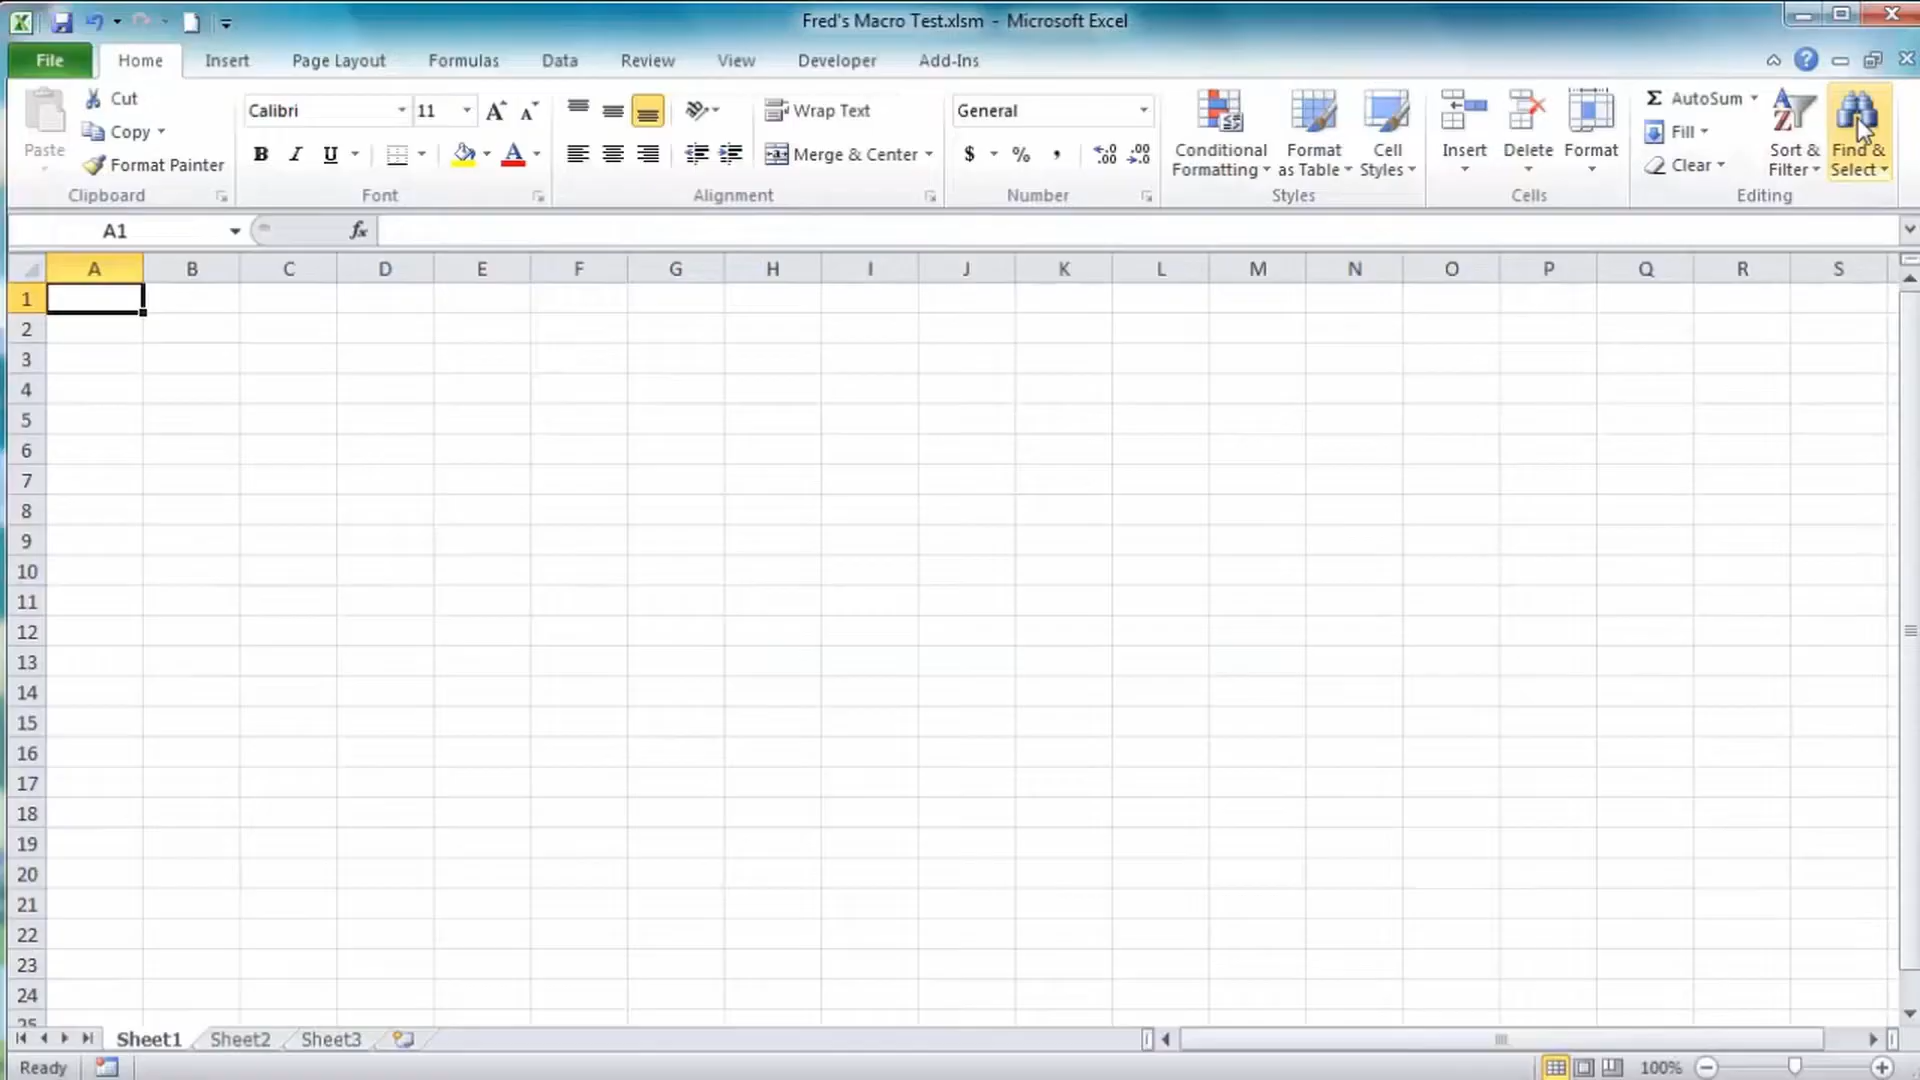 Fred's Macro Test.xlsm - Microsoft Excel
File Home Insert Page Layout Formulas Data Review View Developer Add-Ins
Paste
Cut
Copy
Format Painter
Clipboard
Calibri 11
B I U A
Font
Wrap Text
Merge & Center
Alignment
General
$ % ,
Number
Conditional Formatting
Format as Table
Cell Styles
Styles
Insert Delete Format
Cells
Σ AutoSum
Fill
Clear
Sort & Filter
Find & Select
Editing
A1 fx
A B C D E F G H I J K L M N O P Q R S
1
2
3
4
5
6
7
8
9
10
11
12
13
14
15
16
17
18
19
20
21
22
23
24
25
Sheet1 Sheet2 Sheet3
Ready 100%